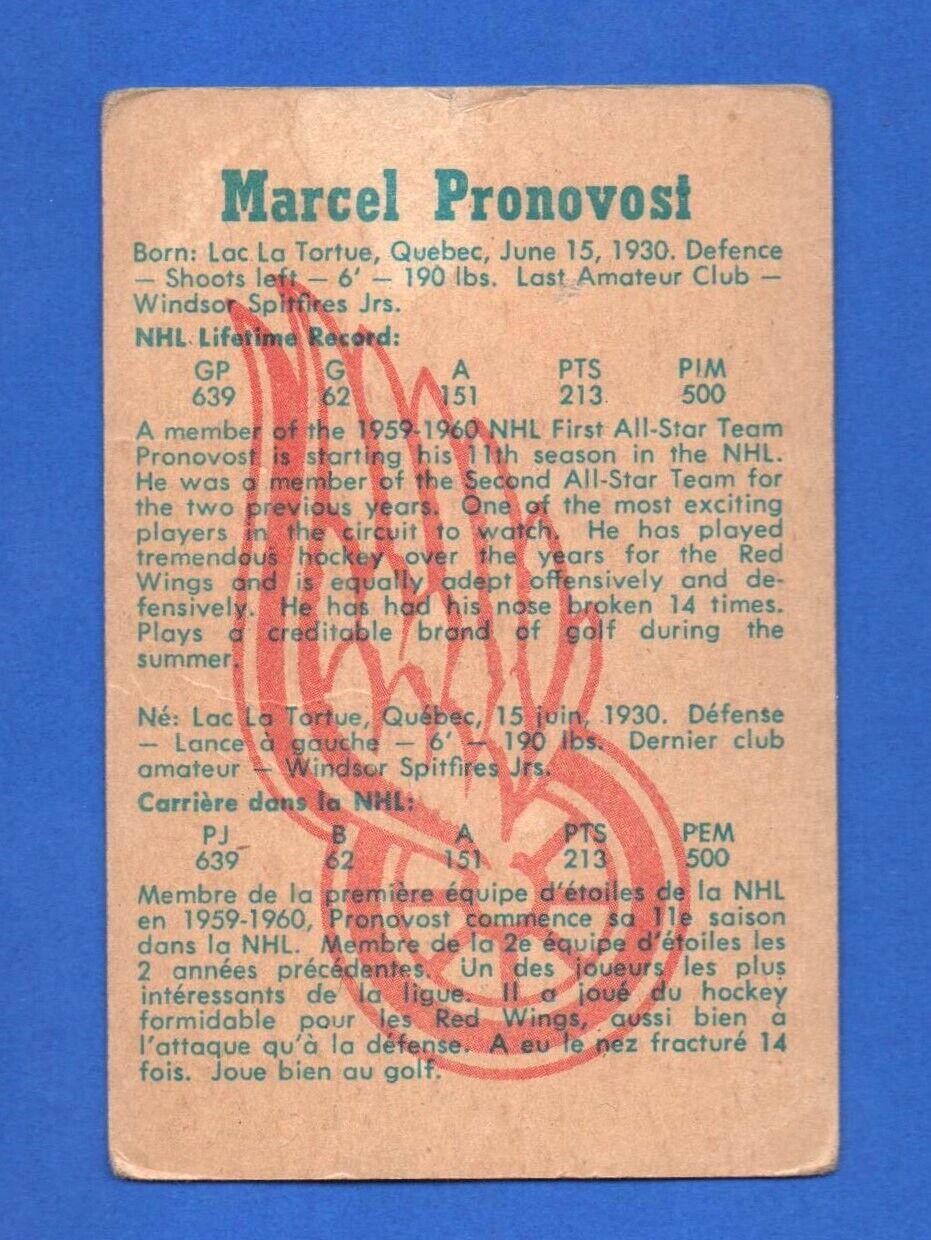 Marcel Pronovost
Born: Lac La Tortue, Quebec, June 15, 1930. Defence
— Shoots left — 6' — 190 lbs. Last Amateur Club —
Windsor Spitfires Jrs.
NHL Lifetime Record:
GP G A PTS PIM
639 62 151 213 500
A member of the 1959-1960 NHL First All-Star Team
Pronovost is starting his 11th season in the NHL.
He was a member of the Second All-Star Team for
the two previous years. One of the most exciting
players in the circuit to watch. He has played
tremendous hockey over the years for the Red
Wings and is equally adept offensively and de-
fensively. He has had his nose broken 14 times.
Plays a creditable brand of golf during the
summer.
Né: Lac La Tortue, Québec, 15 juin, 1930. Défense
— Lance à gauche — 6' — 190 lbs. Dernier club
amateur — Windsor Spitfires Jrs.
Carrière dans la NHL:
PJ B A PTS PEM
639 62 151 213 500
Membre de la première équipe d'étoiles de la NHL
en 1959-1960, Pronovost commence sa 11e saison
dans la NHL. Membre de la 2e équipe d'étoiles les
2 années précédentes. Un des joueurs les plus
intéressants de la ligue. Il a joué du hockey
formidable pour les Red Wings, aussi bien à
l'attaque qu'à la défense. A eu le nez fracturé 14
fois. Joue bien au golf.